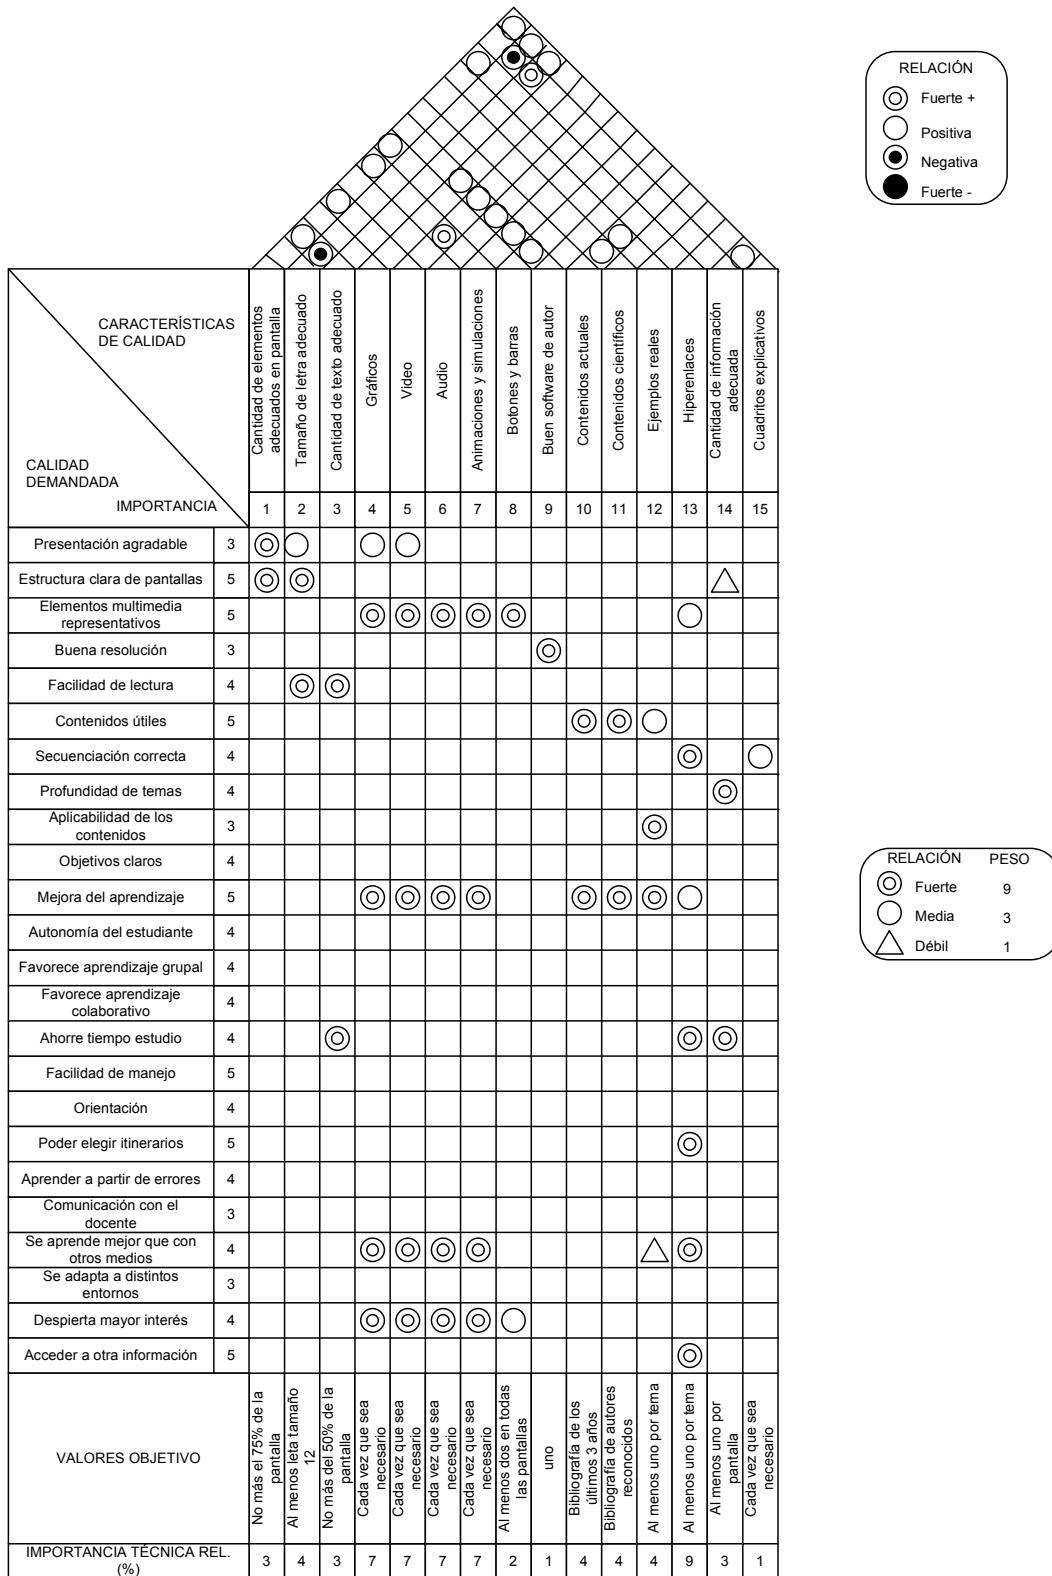 RELACIÓN
Fuerte +
Positiva
Negativa
Fuerte -
CARACTERÍSTICAS
DE CALIDAD
CALIDAD
DEMANDADA
IMPORTANCIA
Cantidad de elementos
adecuados en pantalla
Tamaño de letra adecuado
Cantidad de texto adecuado
Gráficos
Video
Audio
Animaciones y simulaciones
Botones y barras
Buen software de autor
Contenidos actuales
Contenidos científicos
Ejemplos reales
Hiperenlaces
Cantidad de información
adecuada
Cuadritos explicativos
1 2 3 4 5 6 7 8 9 10 11 12 13 14 15
Presentación agradable 3
Estructura clara de pantallas 5
Elementos multimedia
representativos 5
Buena resolución 3
Facilidad de lectura 4
Contenidos útiles 5
Secuenciación correcta 4
Profundidad de temas 4
Aplicabilidad de los
contenidos 3
Objetivos claros 4
Mejora del aprendizaje 5
Autonomía del estudiante 4
Favorece aprendizaje grupal 4
Favorece aprendizaje
colaborativo 4
Ahorre tiempo estudio 4
Facilidad de manejo 5
Orientación 4
Poder elegir itinerarios 5
Aprender a partir de errores 4
Comunicación con el
docente 3
Se aprende mejor que con
otros medios 4
Se adapta a distintos
entornos 3
Despierta mayor interés 4
Acceder a otra información 5
RELACIÓN PESO
Fuerte 9
Media 3
Débil 1
VALORES OBJETIVO
No más el 75% de la
pantalla
Al menos leta tamaño
12
No más del 50% de la
pantalla
Cada vez que sea
necesario
Cada vez que sea
necesario
Cada vez que sea
necesario
Cada vez que sea
necesario
Al menos dos en todas
las pantallas
uno
Bibliografía de los
últimos 3 años
Bibliografía de autores
reconocidos
Al menos uno por tema
Al menos uno por tema
Al menos uno por
pantalla
Cada vez que sea
necesario
IMPORTANCIA TÉCNICA REL.
(%)
3 4 3 7 7 7 7 2 1 4 4 4 9 3 1